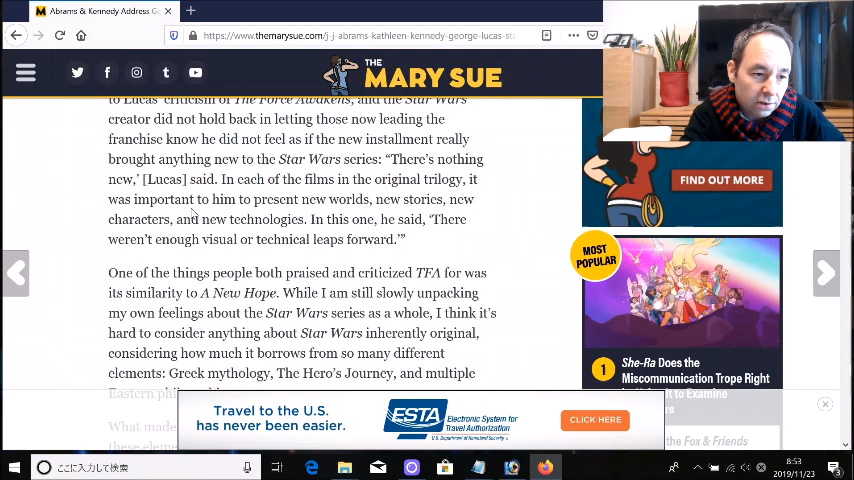 Abrams & Kennedy Address Ge
https://www.themarysue.com/j-j-abrams-kathleen-kennedy-george-lucas-sta
THE
MARY SUE
to Lucas' criticism of The Force Awakens, and the Star Wars
creator did not hold back in letting those now leading the
franchise know he did not feel as if the new installment really
brought anything new to the Star Wars series: “There's nothing
new,’ [Lucas] said. In each of the films in the original trilogy, it
was important to him to present new worlds, new stories, new
characters, and new technologies. In this one, he said, ‘There
weren't enough visual or technical leaps forward.’”
One of the things people both praised and criticized TFA for was
its similarity to A New Hope. While I am still slowly unpacking
my own feelings about the Star Wars series as a whole, I think it's
hard to consider anything about Star Wars inherently original,
considering how much it borrows from so many different
elements: Greek mythology, The Hero's Journey, and multiple
Eastern
What made
these
FIND OUT MORE
MOST
POPULAR
1
She-Ra Does the
Miscommunication Trope Right
to Examine
the Fox & Friends
Travel to the U.S.
has never been easier.
ESTA
Electronic System for
Travel Authorization
U.S. Department of Homeland Security
CLICK HERE
ここに入力して検索
8:53
2019/11/23
3